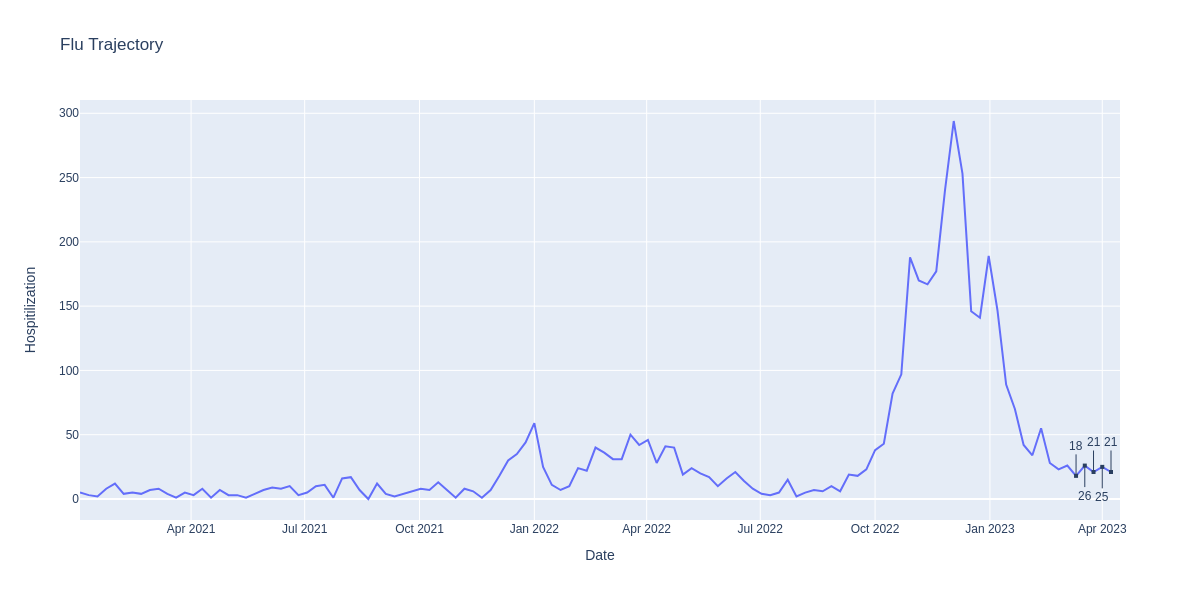 Flu Trajectory
300
250
200
150
100
50
0
Hospitilization
18
26
21
25
21
Apr 2021
Jul 2021
Oct 2021
Jan 2022
Apr 2022
Jul 2022
Oct 2022
Jan 2023
Apr 2023
Date